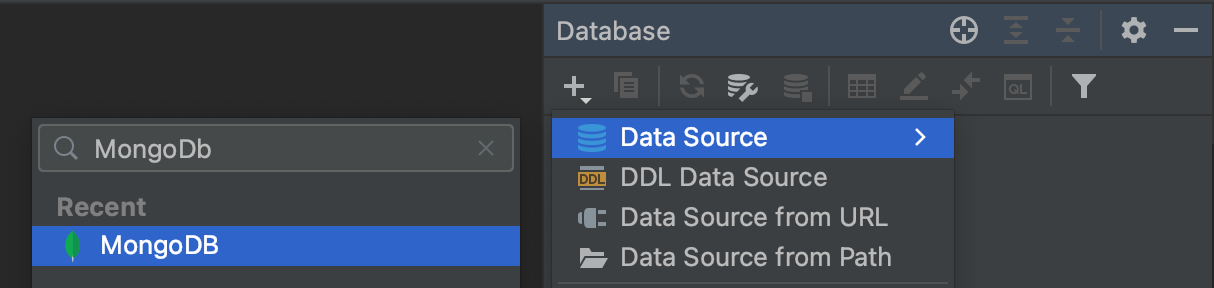 Database
QL
MongoDb
Recent
MongoDB
Data Source
DDL DDL Data Source
Data Source from URL
Data Source from Path